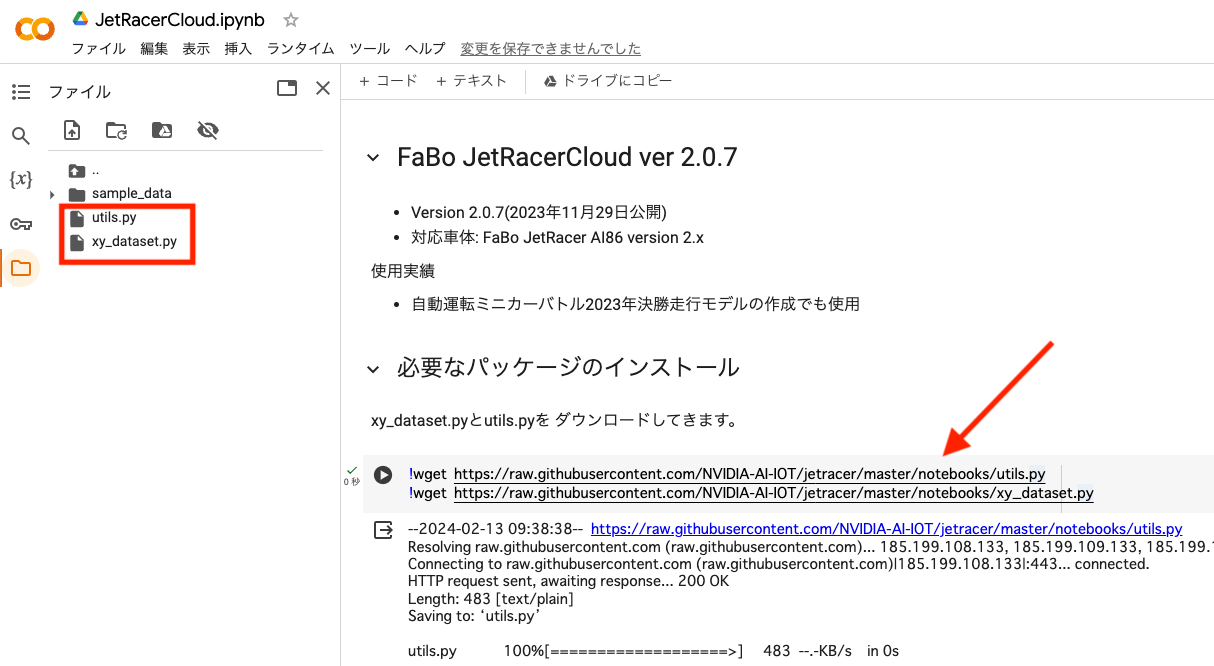 JetRacerCloud.ipynb
ファイル 編集 表示 挿入 ランタイム ツール ヘルプ 変更を保存できませんでした
ファイル
+ コード + テキスト ドライブにコピー
{x}
..
sample_data
utils.py
xy_dataset.py
FaBo JetRacerCloud ver 2.0.7
• Version 2.0.7(2023年11月29日公開)
• 対応車体: FaBo JetRacer AI86 version 2.x
使用実績
• 自動運転ミニカーバトル2023年決勝走行モデルの作成でも使用
必要なパッケージのインストール
xy_dataset.pyとutils.pyを ダウンロードしてきます。
0 秒
!wget https://raw.githubusercontent.com/NVIDIA-AI-IOT/jetracer/master/notebooks/utils.py
!wget https://raw.githubusercontent.com/NVIDIA-AI-IOT/jetracer/master/notebooks/xy_dataset.py
--2024-02-13 09:38:38-- https://raw.githubusercontent.com/NVIDIA-AI-IOT/jetracer/master/notebooks/utils.py
Resolving raw.githubusercontent.com (raw.githubusercontent.com)... 185.199.108.133, 185.199.109.133, 185.199.1
Connecting to raw.githubusercontent.com (raw.githubusercontent.com)|185.199.108.133|:443... connected.
HTTP request sent, awaiting response... 200 OK
Length: 483 [text/plain]
Saving to: ‘utils.py’
utils.py 100%[===================>] 483 --.-KB/s in 0s